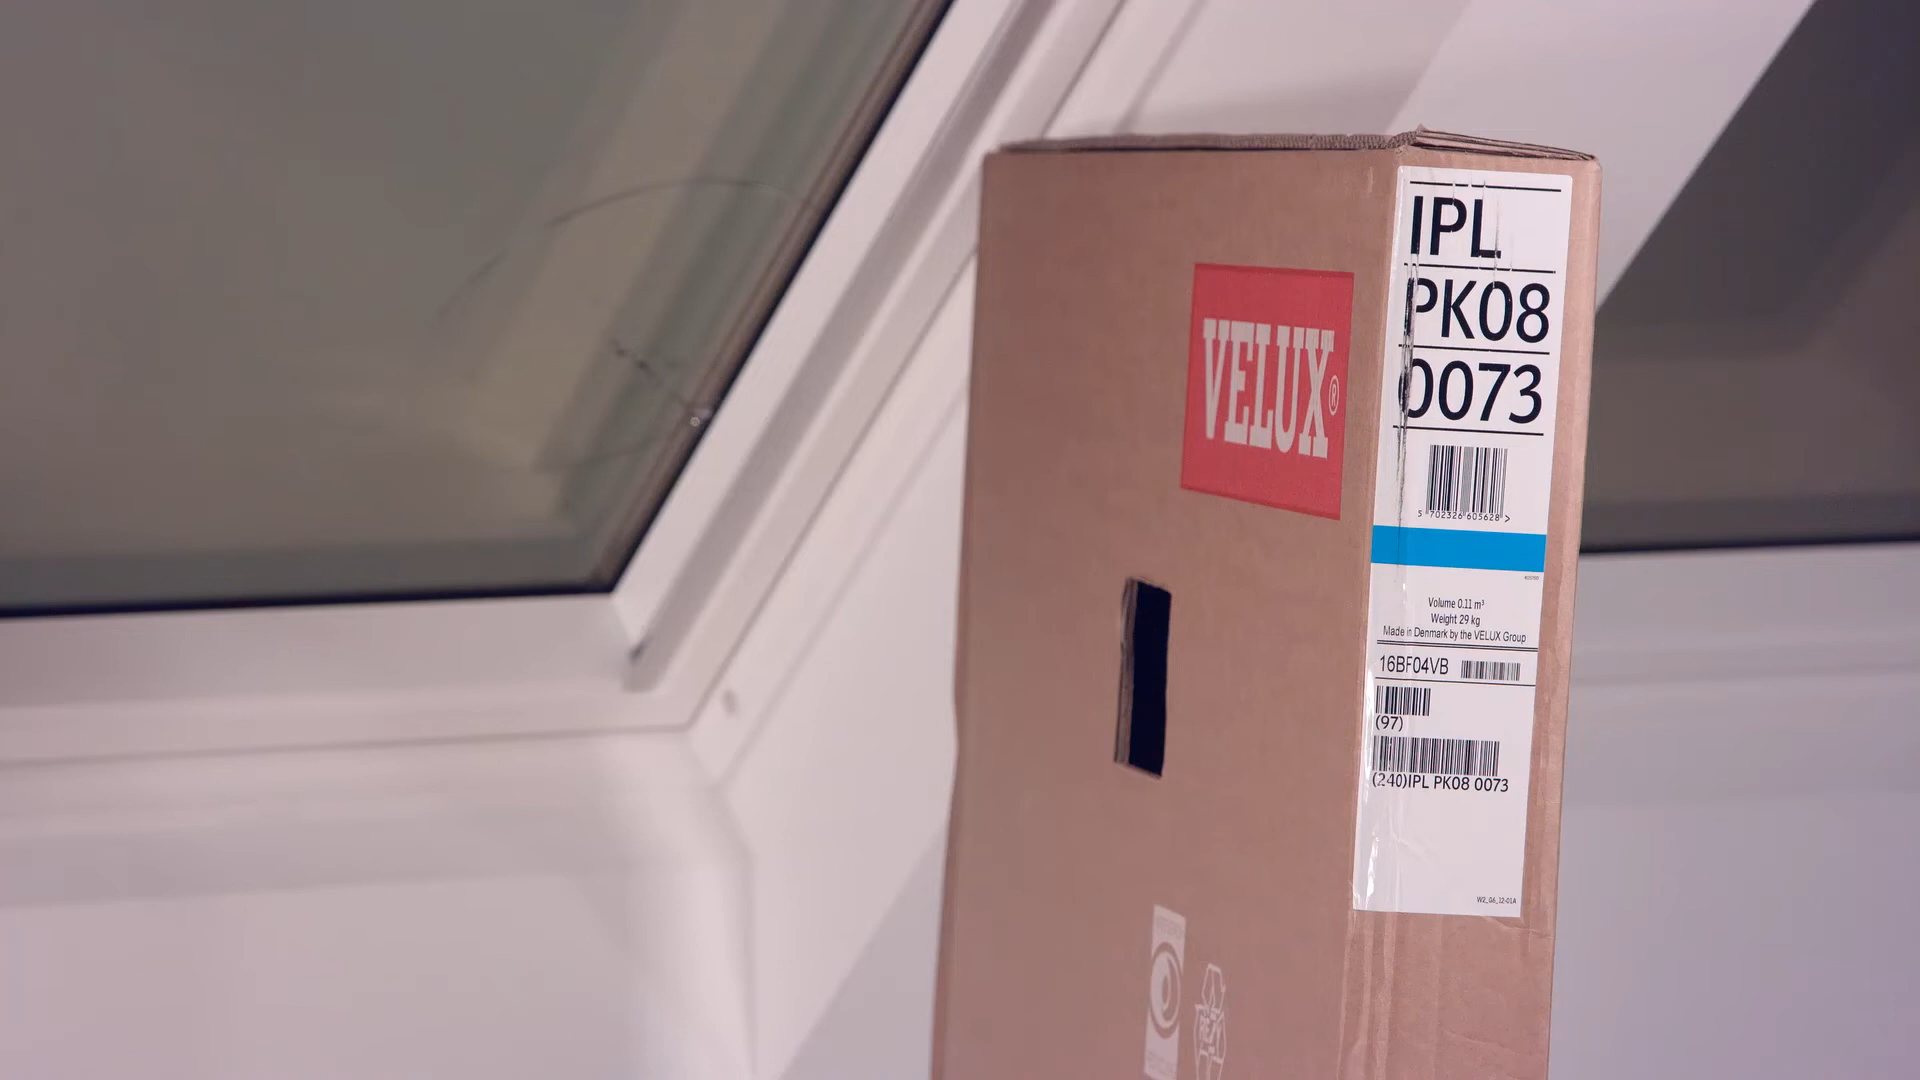 VELUX®
IPL
PK08
0073
5 702326 605628 >
Volume 0.11 m³
Weight 29 kg
Made in Denmark by the VELUX Group
16BF04VB
(97)
(240)IPL PK08 0073
W2_G6_12-01A
RESY